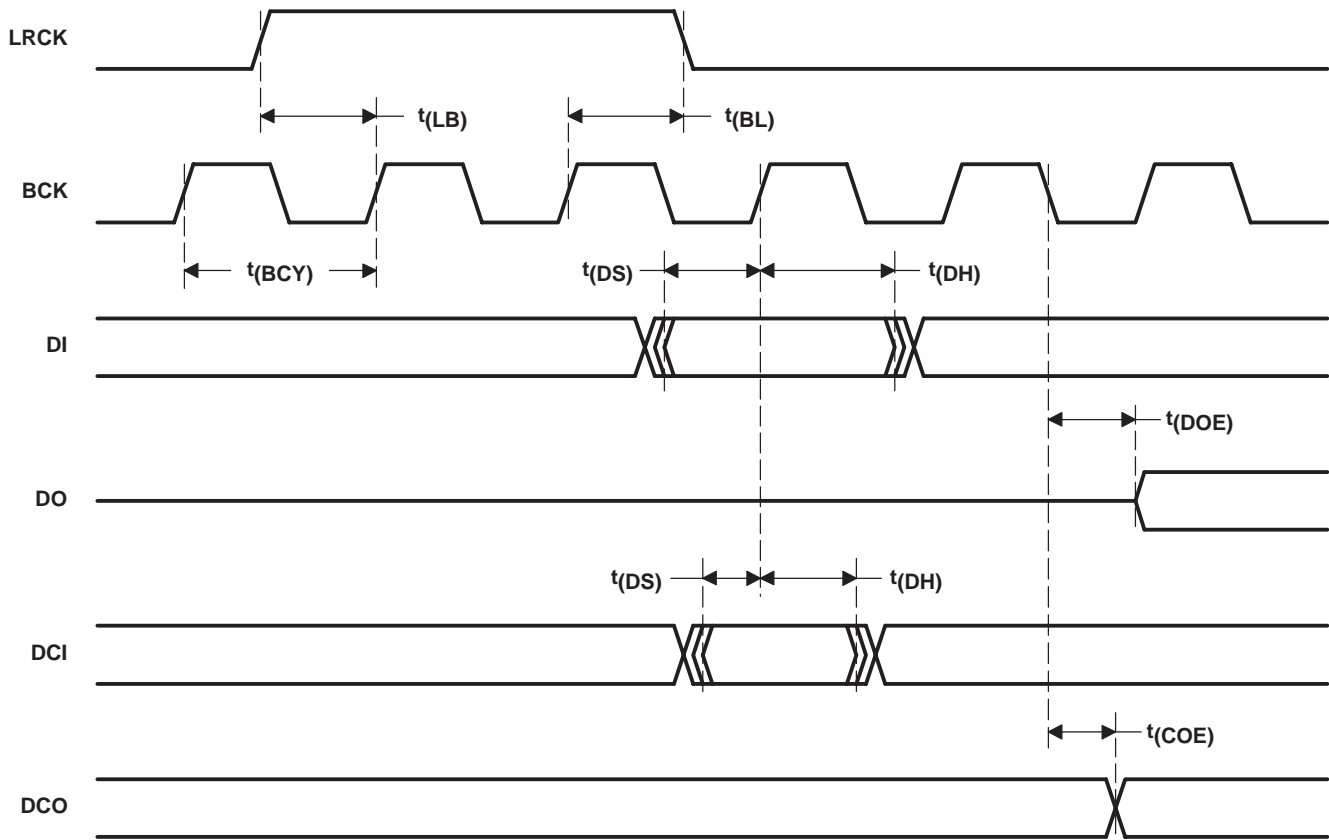 LRCK
t(LB)
t(BL)
BCK
t(BCY)
t(DS)
t(DH)
DI
t(DOE)
DO
t(DS)
t(DH)
DCI
t(COE)
DCO